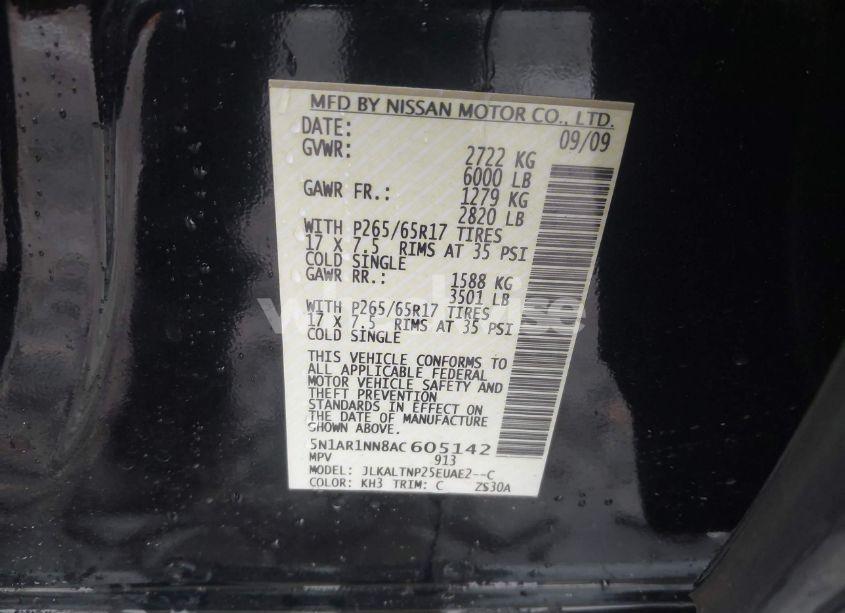 MFD BY NISSAN MOTOR CO., LTD.
DATE: 09/09
GVWR: 2722 KG
6000 LB
GAWR FR.: 1279 KG
2820 LB
WITH P265/65R17 TIRES
17 X 7.5 RIMS AT 35 PSI
COLD SINGLE
GAWR RR.: 1588 KG
3501 LB
WITH P265/65R17 TIRES
17 X 7.5 RIMS AT 35 PSI
COLD SINGLE
THIS VEHICLE CONFORMS TO
ALL APPLICABLE FEDERAL
MOTOR VEHICLE SAFETY AND
THEFT PREVENTION
STANDARDS IN EFFECT ON
THE DATE OF MANUFACTURE
SHOWN ABOVE.
5N1AR1NN8AC605142
MPV 913
MODEL: JLKALTNP25EUAE2--C
COLOR: KH3 TRIM: C ZS30A